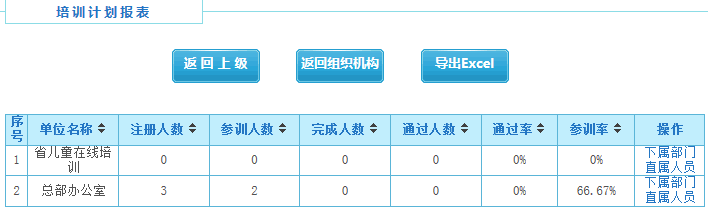 培训计划报表
返回上级 返回组织机构 导出Excel
序号 单位名称 注册人数 参训人数 完成人数 通过人数 通过率 参训率 操作
1 省儿童在线培训 0 0 0 0 0% 0% 下属部门 直属人员
2 总部办公室 3 2 0 0 0% 66.67% 下属部门 直属人员